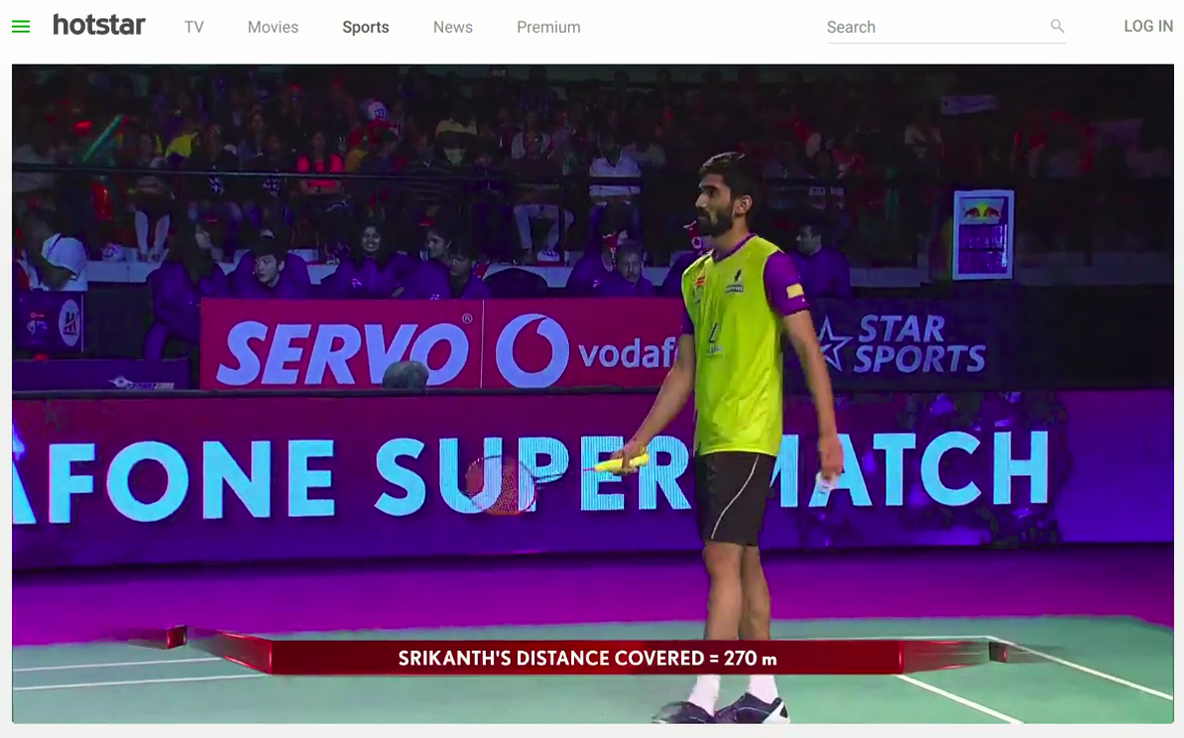 hotstar
TV
Movies
Sports
News
Premium
Search
LOG IN
SERVO®
vodaf
STAR
SPORTS
AFONE SUPER MATCH
SRIKANTH'S DISTANCE COVERED = 270 m